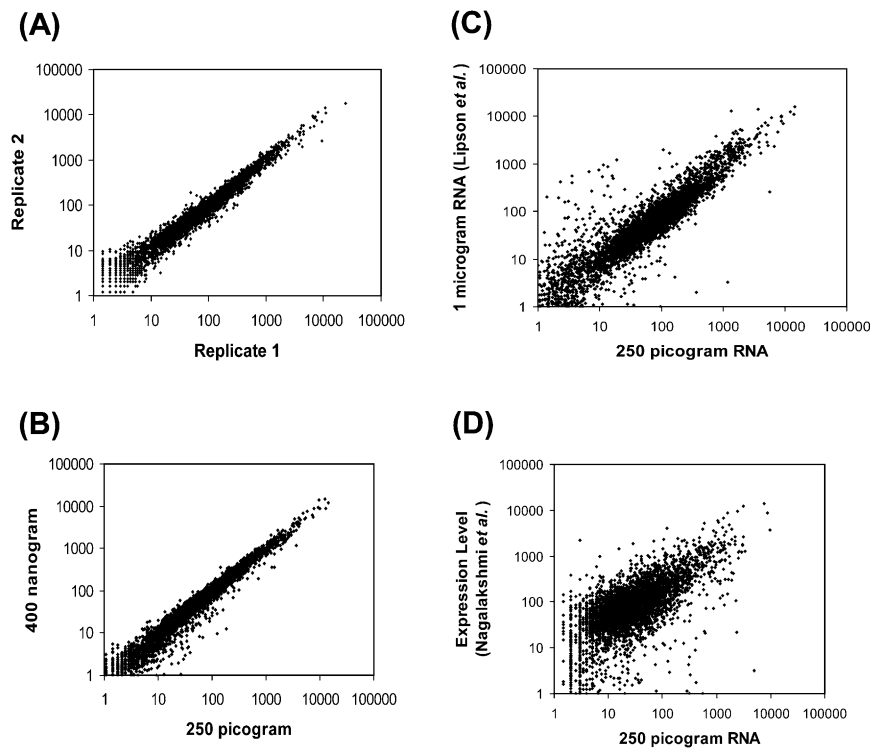 (A)
100000
10000
1000
100
10
1
Replicate 2
1 10 100 1000 10000 100000
Replicate 1
(C)
100000
10000
1000
100
10
1
1 microgram RNA (Lipson et al.)
1 10 100 1000 10000 100000
250 picogram RNA
(B)
100000
10000
1000
100
10
1
400 nanogram
1 10 100 1000 10000 100000
250 picogram
(D)
100000
10000
1000
100
10
1
Expression Level
(Nagalakshmi et al.)
1 10 100 1000 10000 100000
250 picogram RNA